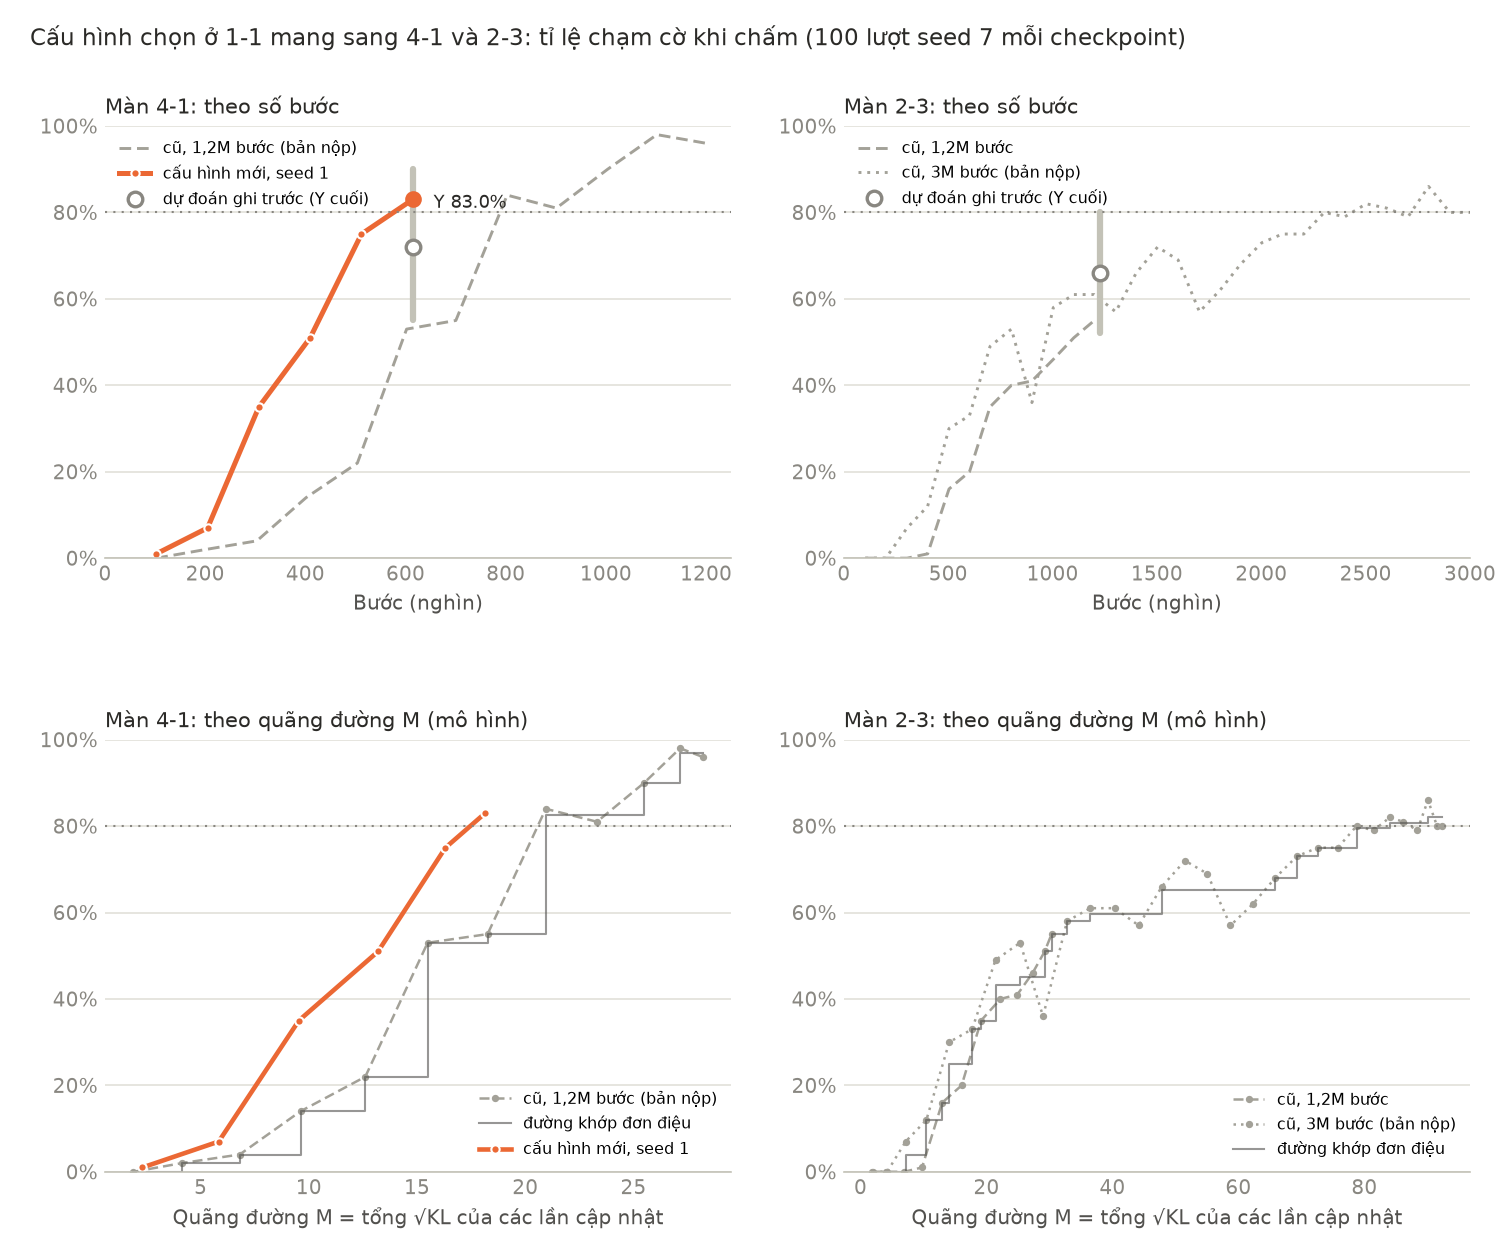 Cấu hình chọn ở 1-1 mang sang 4-1 và 2-3: tỉ lệ chạm cờ khi chấm (100 lượt seed 7 mỗi checkpoint)
Màn 4-1: theo số bước
100%
80%
60%
40%
20%
0%
cũ, 1,2M bước (bản nộp)
cấu hình mới, seed 1
dự đoán ghi trước (Y cuối)
Y 83.0%
0 200 400 600 800 1000 1200
Bước (nghìn)
Màn 2-3: theo số bước
100%
80%
60%
40%
20%
0%
cũ, 1,2M bước
cũ, 3M bước (bản nộp)
dự đoán ghi trước (Y cuối)
0 500 1000 1500 2000 2500 3000
Bước (nghìn)
Màn 4-1: theo quãng đường M (mô hình)
100%
80%
60%
40%
20%
0%
cũ, 1,2M bước (bản nộp)
đường khớp đơn điệu
cấu hình mới, seed 1
5 10 15 20 25
Quãng đường M = tổng √KL của các lần cập nhật
Màn 2-3: theo quãng đường M (mô hình)
100%
80%
60%
40%
20%
0%
cũ, 1,2M bước
cũ, 3M bước (bản nộp)
đường khớp đơn điệu
0 20 40 60 80
Quãng đường M = tổng √KL của các lần cập nhật